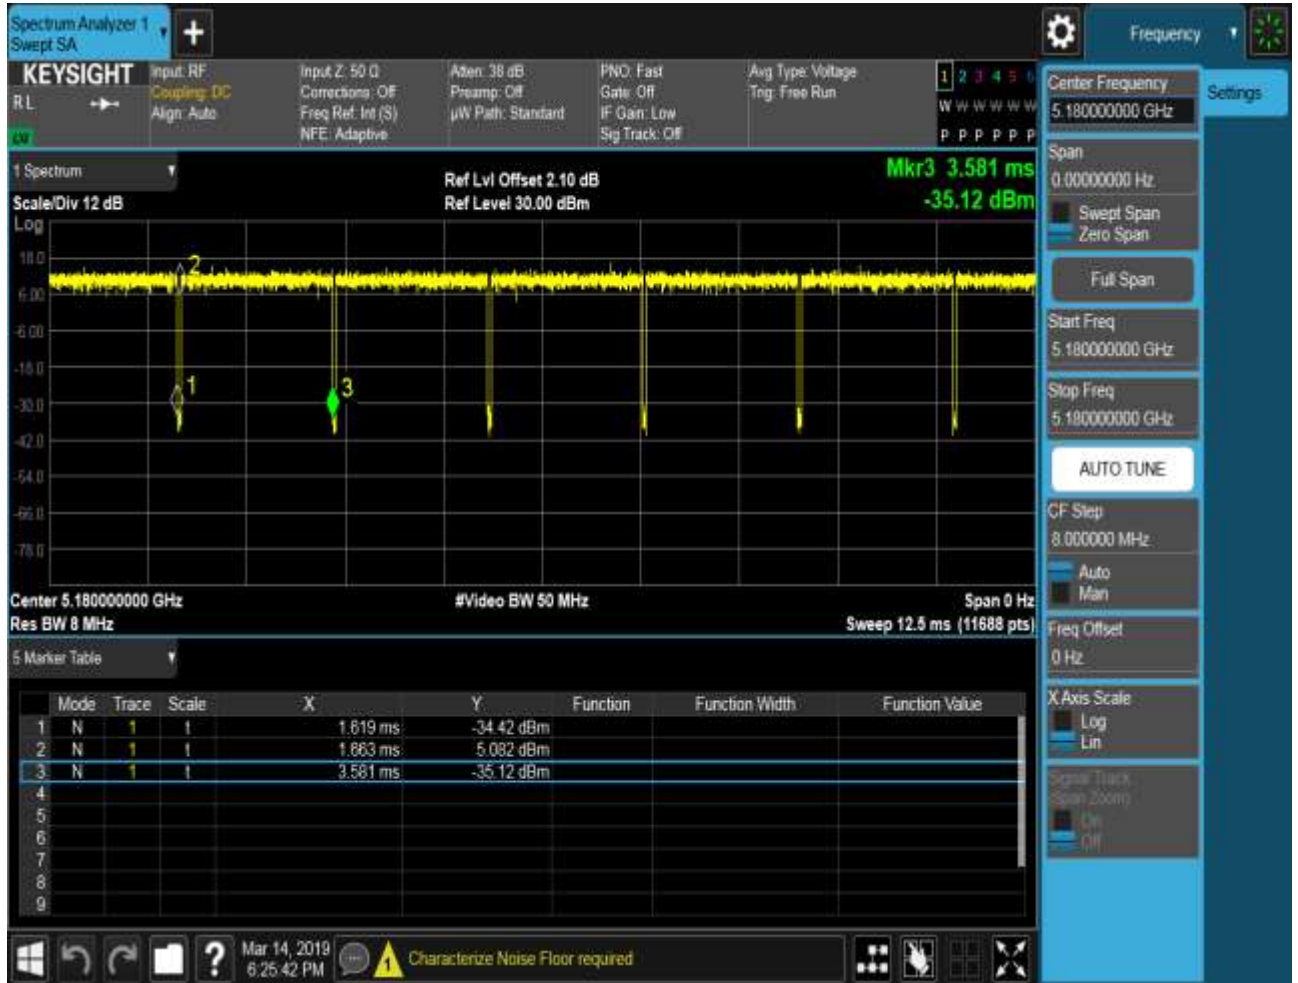 Spectrum Analyzer 1
Swept SA
+
Frequency
KEYSIGHT
R L
Input: RF
Coupling: DC
Align: Auto
Input Z: 50 Ω
Corrections: Off
Freq Ref: Int (S)
NFE: Adaptive
Atten: 38 dB
Preamp: Off
µW Path: Standard
PNO: Fast
Gate: Off
IF Gain: Low
Sig Track: Off
Avg Type: Voltage
Trig: Free Run
1 2 3 4 5 6
W W W W W W
P P P P P P
1 Spectrum
Scale/Div 12 dB
Ref Lvl Offset 2.10 dB
Ref Level 30.00 dBm
Mkr3 3.581 ms
-35.12 dBm
Log
18.0
6.00
-6.00
-18.0
-30.0
-42.0
-54.0
-66.0
-78.0
2
1
3
Center 5.180000000 GHz
Res BW 8 MHz
#Video BW 50 MHz
Span 0 Hz
Sweep 12.5 ms (11688 pts)
5 Marker Table
Mode Trace Scale X Y Function Function Width Function Value
1 N 1 t 1.619 ms -34.42 dBm
2 N 1 t 1.663 ms 5.082 dBm
3 N 1 t 3.581 ms -35.12 dBm
4
5
6
7
8
9
Center Frequency
5.180000000 GHz
Settings
Span
0.00000000 Hz
Swept Span
Zero Span
Full Span
Start Freq
5.180000000 GHz
Stop Freq
5.180000000 GHz
AUTO TUNE
CF Step
8.000000 MHz
Auto
Man
Freq Offset
0 Hz
X Axis Scale
Log
Lin
Signal Track
(Span Zoom)
On
Off
?
Mar 14, 2019
6:25:42 PM
1
Characterize Noise Floor required